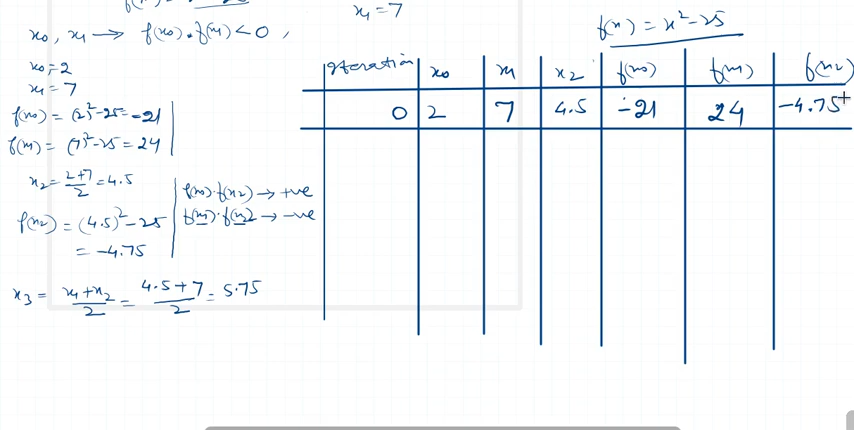 x₁ = 7
f(x) = x² - 25
x₀, x₁ → f(x₀) . f(x₁) < 0 ,
x₀ = 2
x₁ = 7
f(x₀) = (2)² - 25 = -21
f(x₁) = (7)² - 25 = 24
x₂ = 2+7/2 = 4.5
f(x₂) = (4.5)² - 25
= -4.75
f(x₀) . f(x₂) → +ve
f(x₁) . f(x₂) → -ve
x₃ = x₁+x₂/2 = 4.5+7/2 = 5.75
Iteration x₀ x₁ x₂ f(x₀) f(x₁) f(x₂)
0 2 7 4.5 -21 24 -4.75